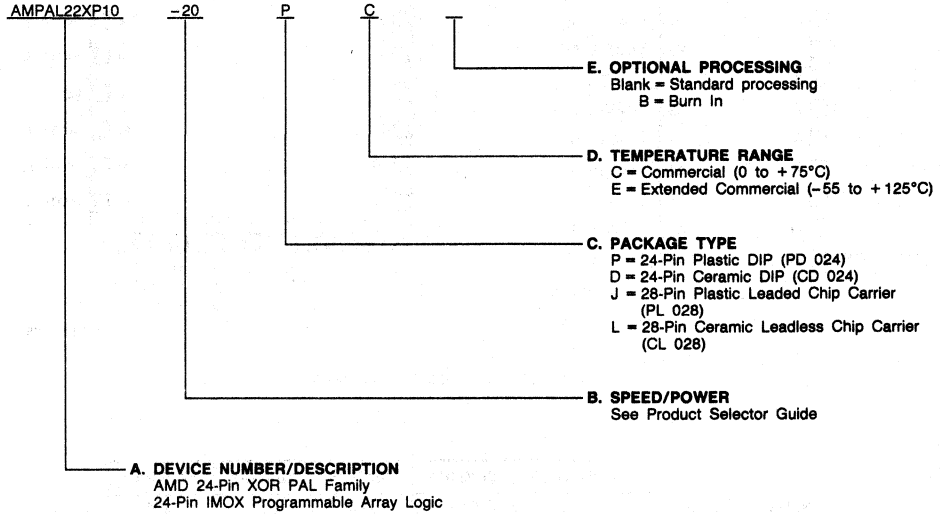 AMPAL22XP10 -20 P C _
E. OPTIONAL PROCESSING
Blank = Standard processing
B = Burn In
D. TEMPERATURE RANGE
C = Commercial (0 to +75°C)
E = Extended Commercial (-55 to +125°C)
C. PACKAGE TYPE
P = 24-Pin Plastic DIP (PD 024)
D = 24-Pin Ceramic DIP (CD 024)
J = 28-Pin Plastic Leaded Chip Carrier
(PL 028)
L = 28-Pin Ceramic Leadless Chip Carrier
(CL 028)
B. SPEED/POWER
See Product Selector Guide
A. DEVICE NUMBER/DESCRIPTION
AMD 24-Pin XOR PAL Family
24-Pin IMOX Programmable Array Logic